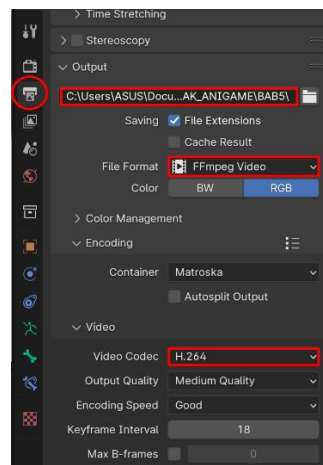 Time Stretching
Stereoscopy
Output
C:\Users\ASUS\Docu...AK_ANIGAME\BAB5\
Saving File Extensions
Cache Result
File Format FFmpeg Video
Color BW RGB
Color Management
Encoding
Container Matroska
Autosplit Output
Video
Video Codec H.264
Output Quality Medium Quality
Encoding Speed Good
Keyframe Interval 18
Max B-frames 0